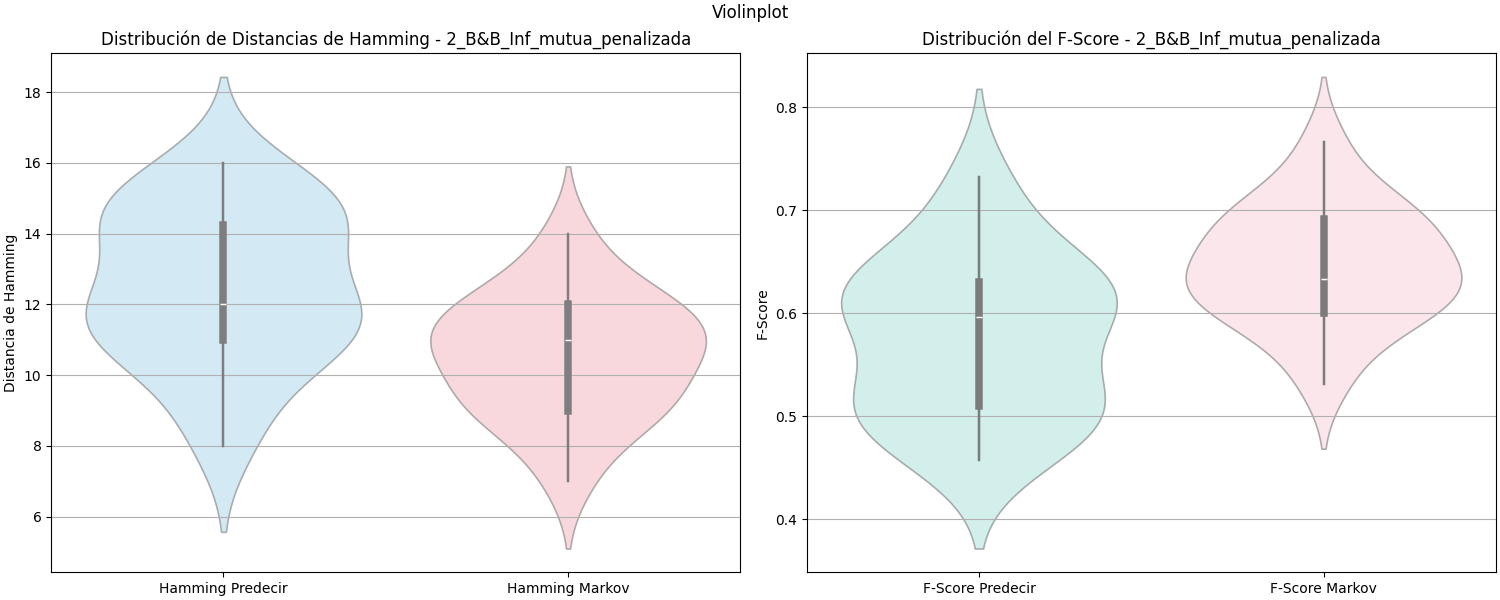 Violinplot
Distribución de Distancias de Hamming - 2_B&B_Inf_mutua_penalizada
Distancia de Hamming
18
16
14
12
10
8
6
Hamming Predecir
Hamming Markov
Distribución del F-Score - 2_B&B_Inf_mutua_penalizada
F-Score
0.8
0.7
0.6
0.5
0.4
F-Score Predecir
F-Score Markov